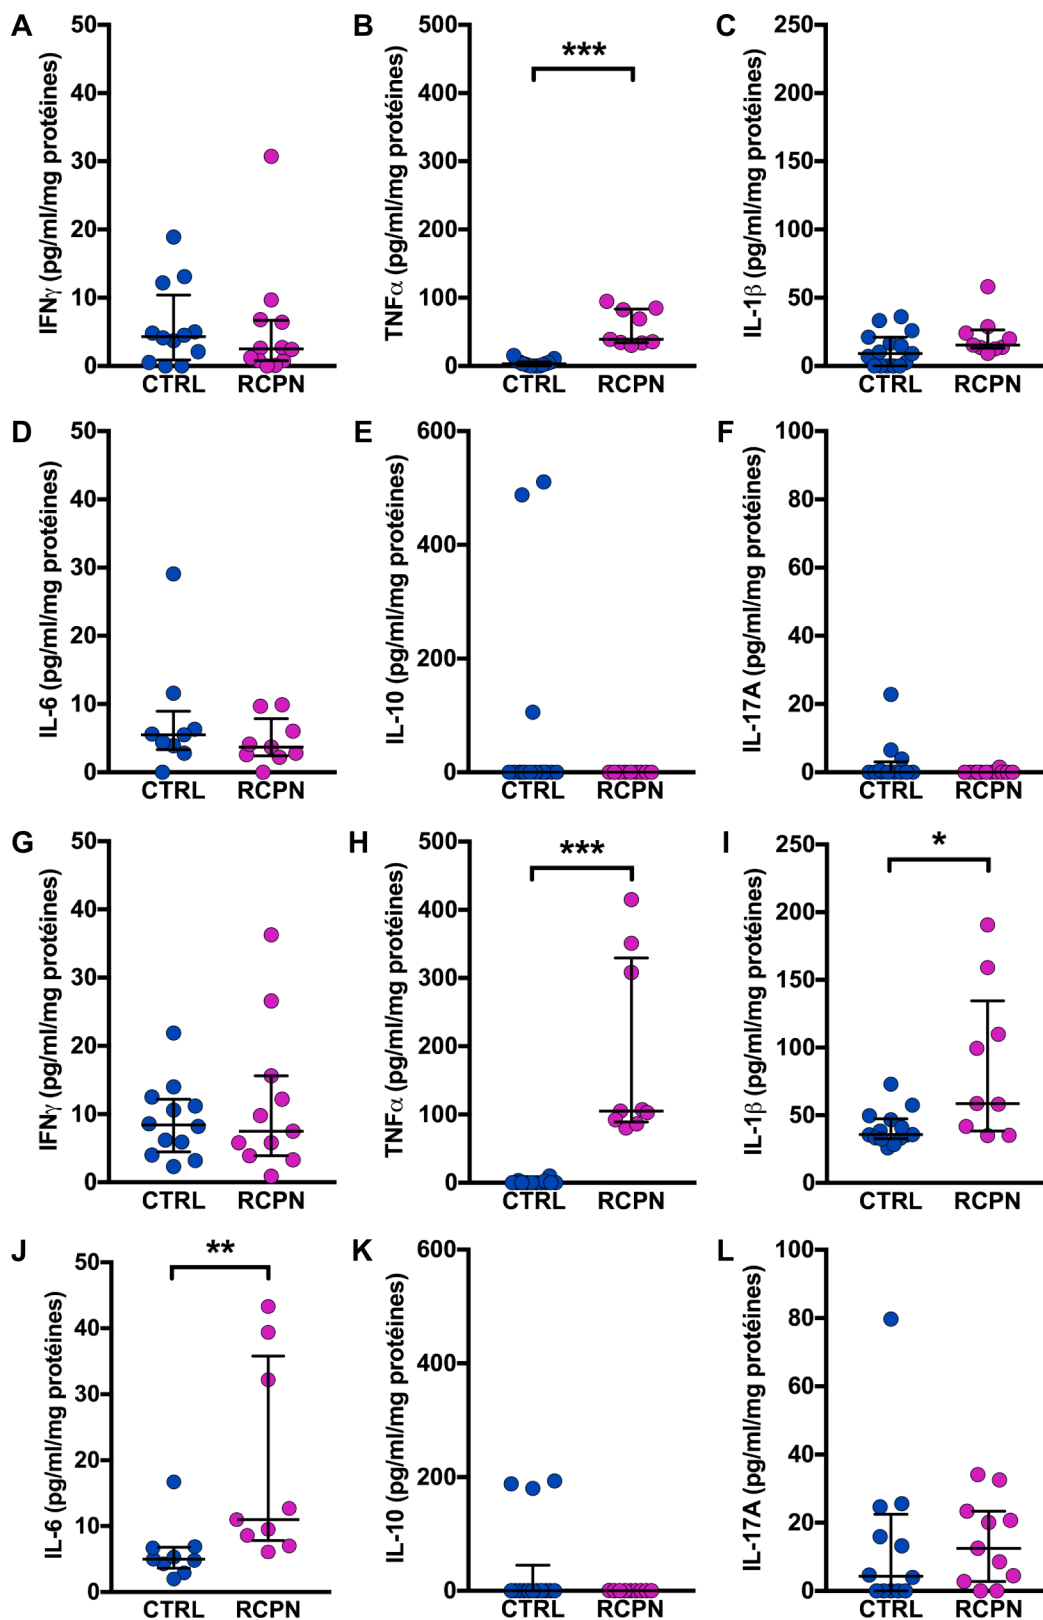 A
IFNγ (pg/ml/mg protéines)
50
40
30
20
10
0
CTRL RCPN
B
TNFα (pg/ml/mg protéines)
500
400
300
200
100
0
***
CTRL RCPN
C
IL-1β (pg/ml/mg protéines)
250
200
150
100
50
0
CTRL RCPN
D
IL-6 (pg/ml/mg protéines)
50
40
30
20
10
0
CTRL RCPN
E
IL-10 (pg/ml/mg protéines)
600
400
200
0
CTRL RCPN
F
IL-17A (pg/ml/mg protéines)
100
80
60
40
20
0
CTRL RCPN
G
IFNγ (pg/ml/mg protéines)
50
40
30
20
10
0
CTRL RCPN
H
TNFα (pg/ml/mg protéines)
500
400
300
200
100
0
***
CTRL RCPN
I
IL-1β (pg/ml/mg protéines)
250
200
150
100
50
0
*
CTRL RCPN
J
IL-6 (pg/ml/mg protéines)
50
40
30
20
10
0
**
CTRL RCPN
K
IL-10 (pg/ml/mg protéines)
600
400
200
0
CTRL RCPN
L
IL-17A (pg/ml/mg protéines)
100
80
60
40
20
0
CTRL RCPN